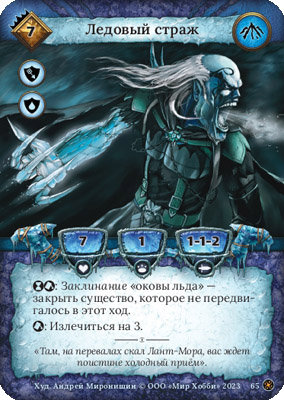 7
Ледовый страж
7
1
1-1-2
: Заклинание «оковы льда» –
закрыть существо, которое не передви-
галось в этот ход.
: Излечиться на 3.
«Там, на перевалах скал Лант-Мора, вас ждет
поистине холодный приём».
Худ. Андрей Миронишин © ООО «Мир Хобби» 2023
65